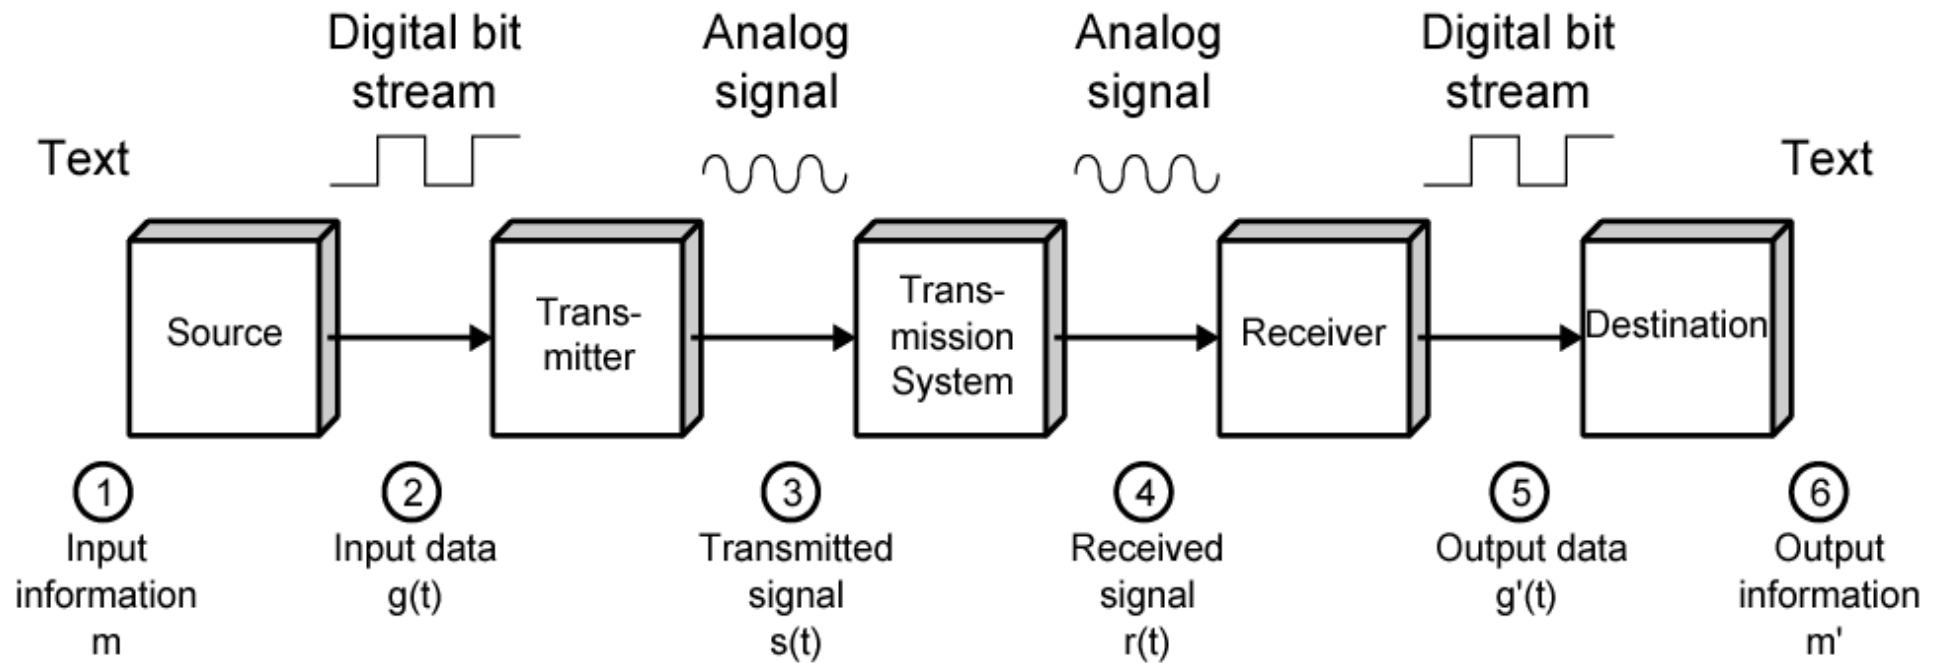 Digital bit
stream
Analog
signal
Analog
signal
Digital bit
stream
Text
Text
Source
Trans-
mitter
Trans-
mission
System
Receiver
Destination
1
Input
information
m
2
Input data
g(t)
3
Transmitted
signal
s(t)
4
Received
signal
r(t)
5
Output data
g'(t)
6
Output
information
m'